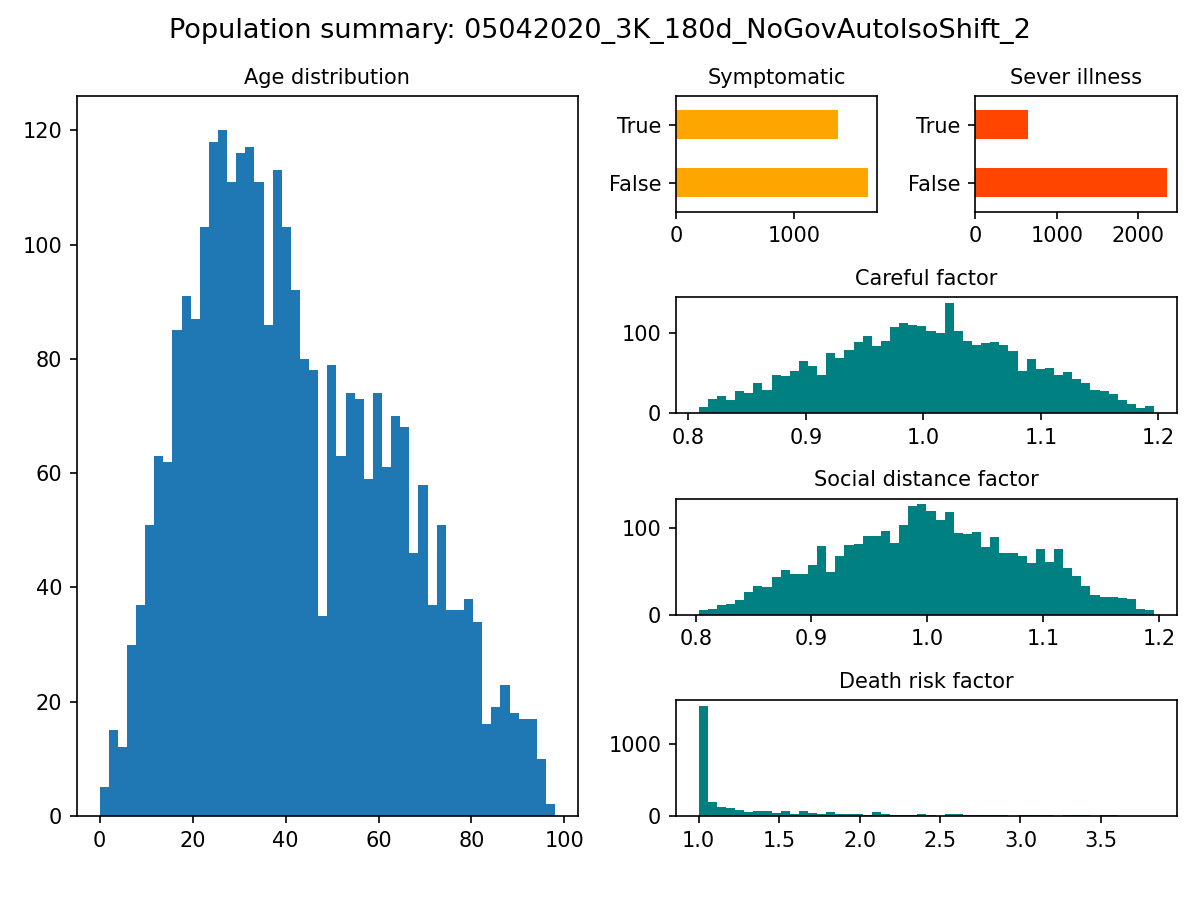 Population summary: 05042020_3K_180d_NoGovAutoIsoShift_2
Age distribution
120
100
80
60
40
20
0
0 20 40 60 80 100
Symptomatic
True
False
0 1000
Sever illness
True
False
0 1000 2000
Careful factor
100
0
0.8 0.9 1.0 1.1 1.2
Social distance factor
100
0
0.8 0.9 1.0 1.1 1.2
Death risk factor
1000
0
1.0 1.5 2.0 2.5 3.0 3.5